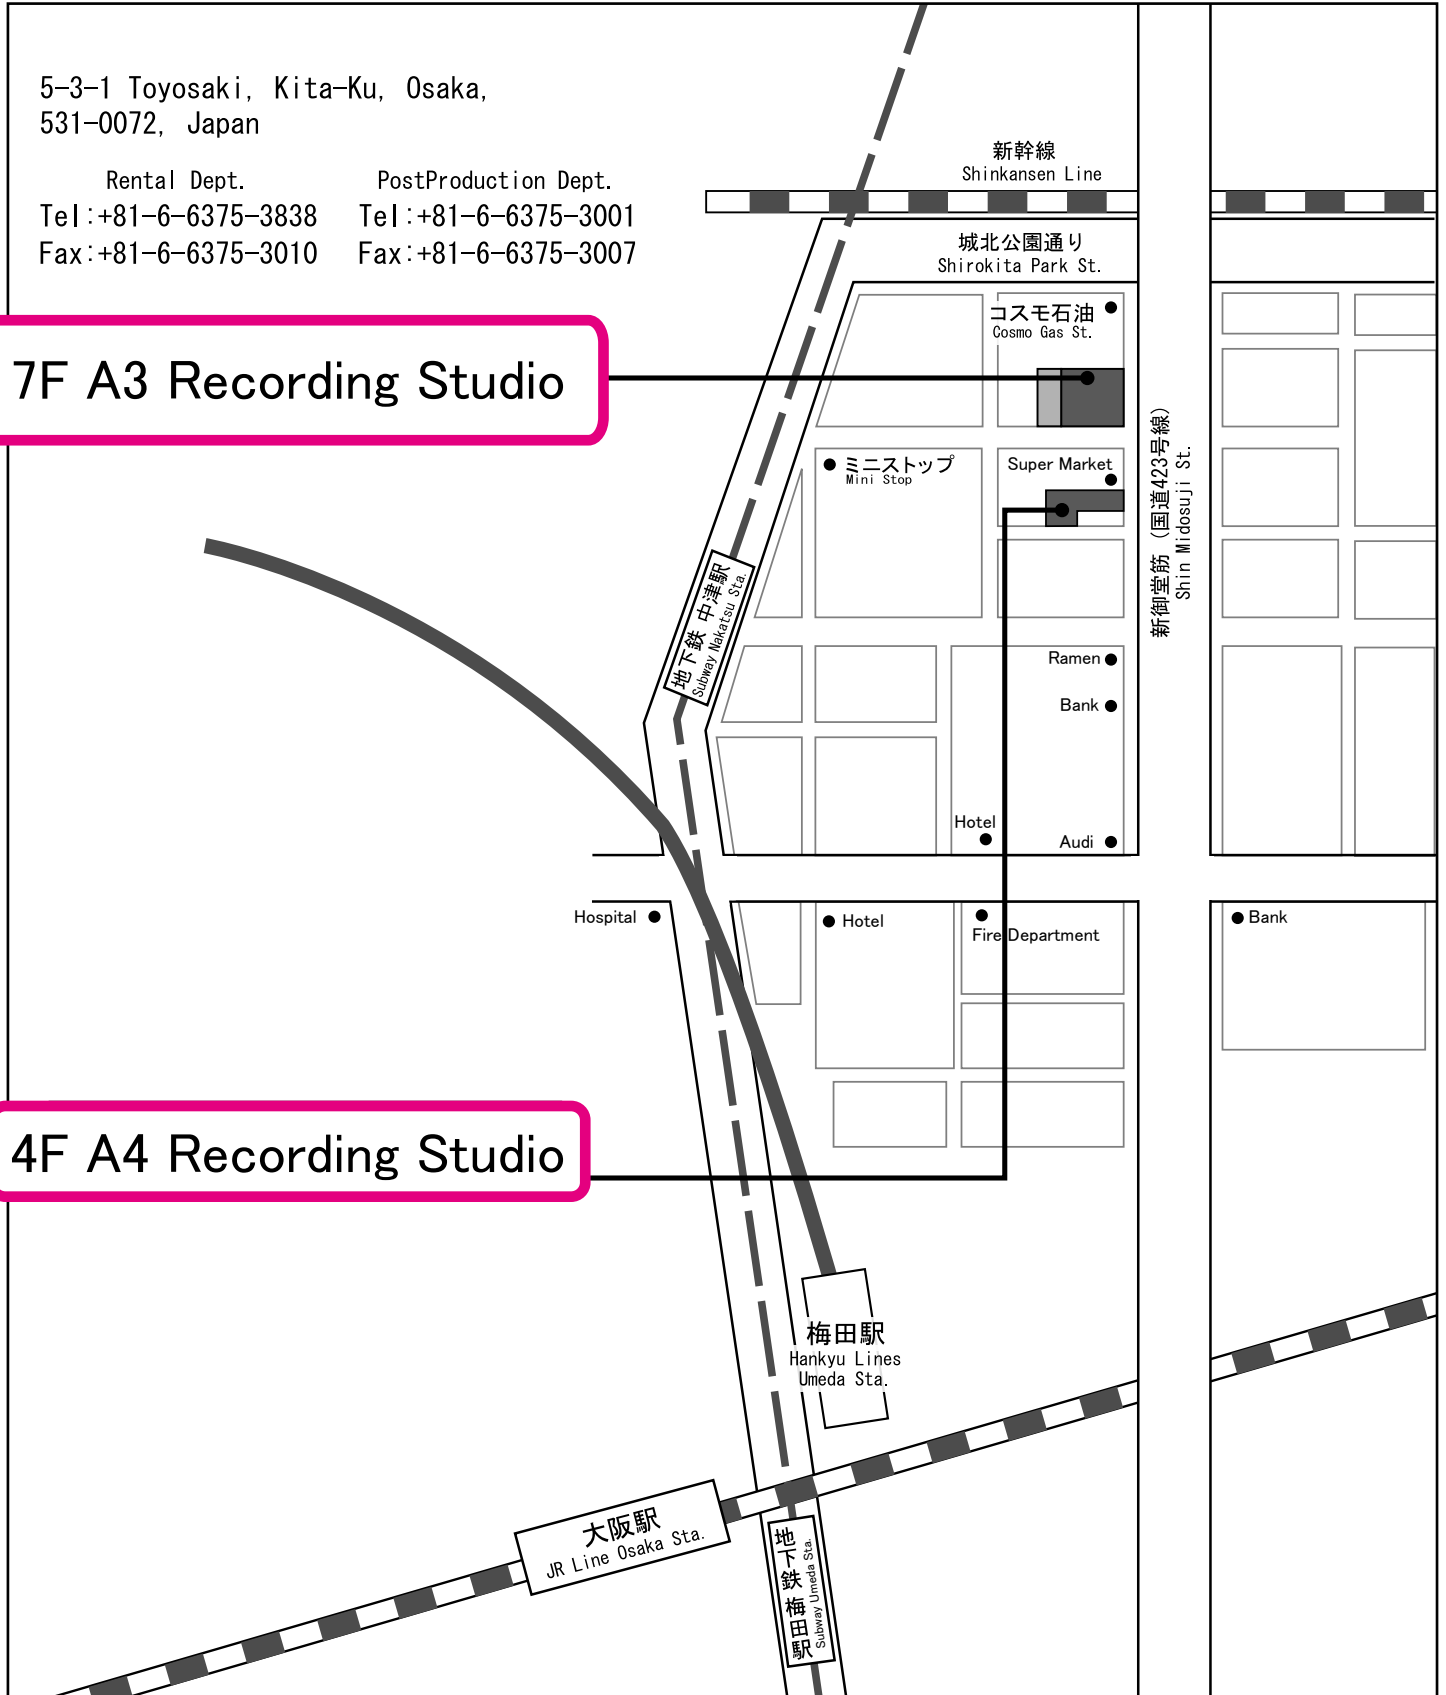 5-3-1 Toyosaki, Kita-Ku, Osaka,
531-0072, Japan
Rental Dept.
Tel:+81-6-6375-3838
Fax:+81-6-6375-3010
PostProduction Dept.
Tel:+81-6-6375-3001
Fax:+81-6-6375-3007
新幹線
Shinkansen Line
城北公園通り
Shirokita Park St.
コスモ石油
Cosmo Gas St.
7F A3 Recording Studio
ミニストップ
Mini Stop
Super Market
新御堂筋 (国道423号線)
Shin Midosuji St.
地下鉄 中津駅
Subway Nakatsu Sta.
Ramen
Bank
Hotel
Audi
Hospital
Hotel
Fire Department
Bank
4F A4 Recording Studio
梅田駅
Hankyu Lines
Umeda Sta.
大阪駅
JR Line Osaka Sta.
地下鉄 梅田駅
Subway Umeda Sta.